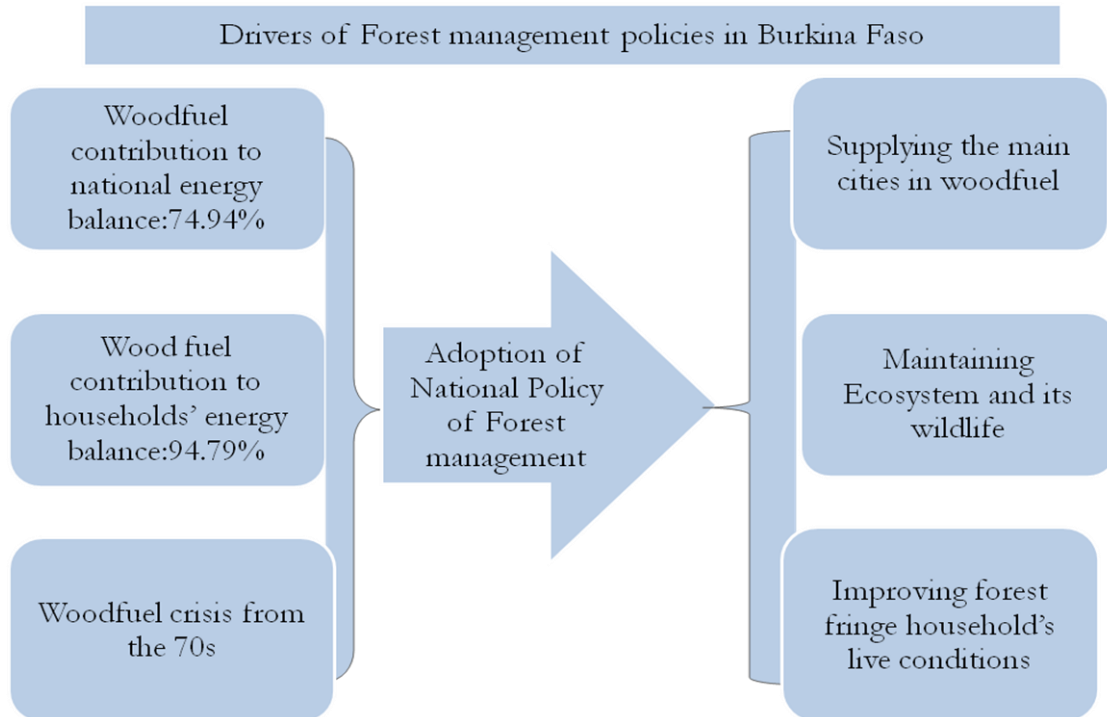 Drivers of Forest management policies in Burkina Faso
Woodfuel
contribution to
national energy
balance:74.94%
Wood fuel
contribution to
households’ energy
balance:94.79%
Woodfuel crisis from
the 70s
Adoption of
National Policy
of Forest
management
Supplying the main
cities in woodfuel
Maintaining
Ecosystem and its
wildlife
Improving forest
fringe household’s
live conditions